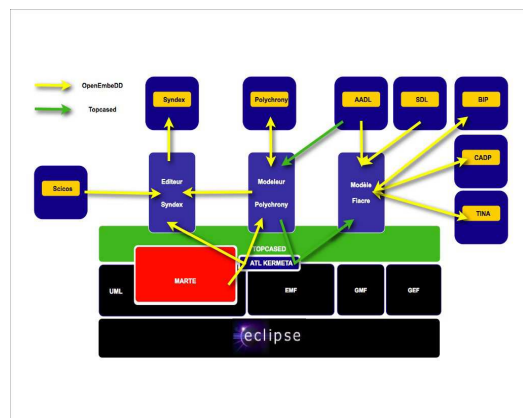 OpenEmbeDD
Topcased
Syndex
Polychrony
AADL
SDL
BIP
CADP
TINA
Scicos
Editeur
Syndex
Modeleur
Polychrony
Modèle
Fiacre
TOPCASED
ATL KERMETA
UML
MARTE
EMF
GMF
GEF
eclipse